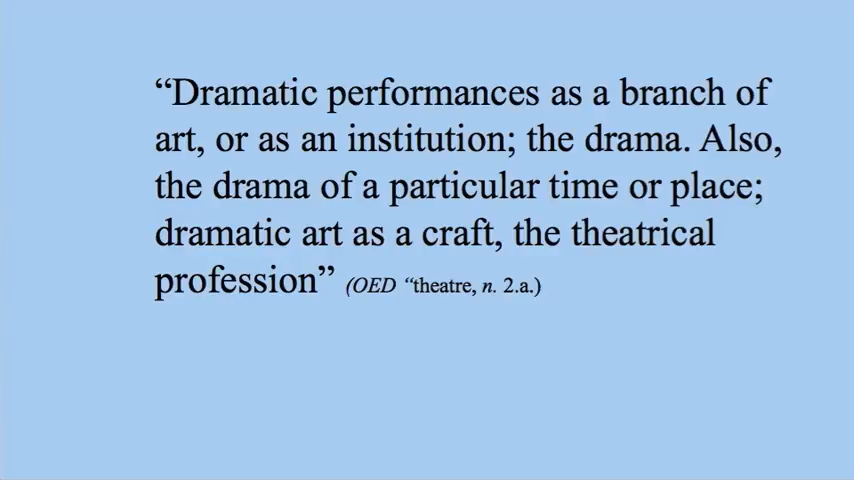 “Dramatic performances as a branch of
art, or as an institution; the drama. Also,
the drama of a particular time or place;
dramatic art as a craft, the theatrical
profession” (OED “theatre, n. 2.a.)